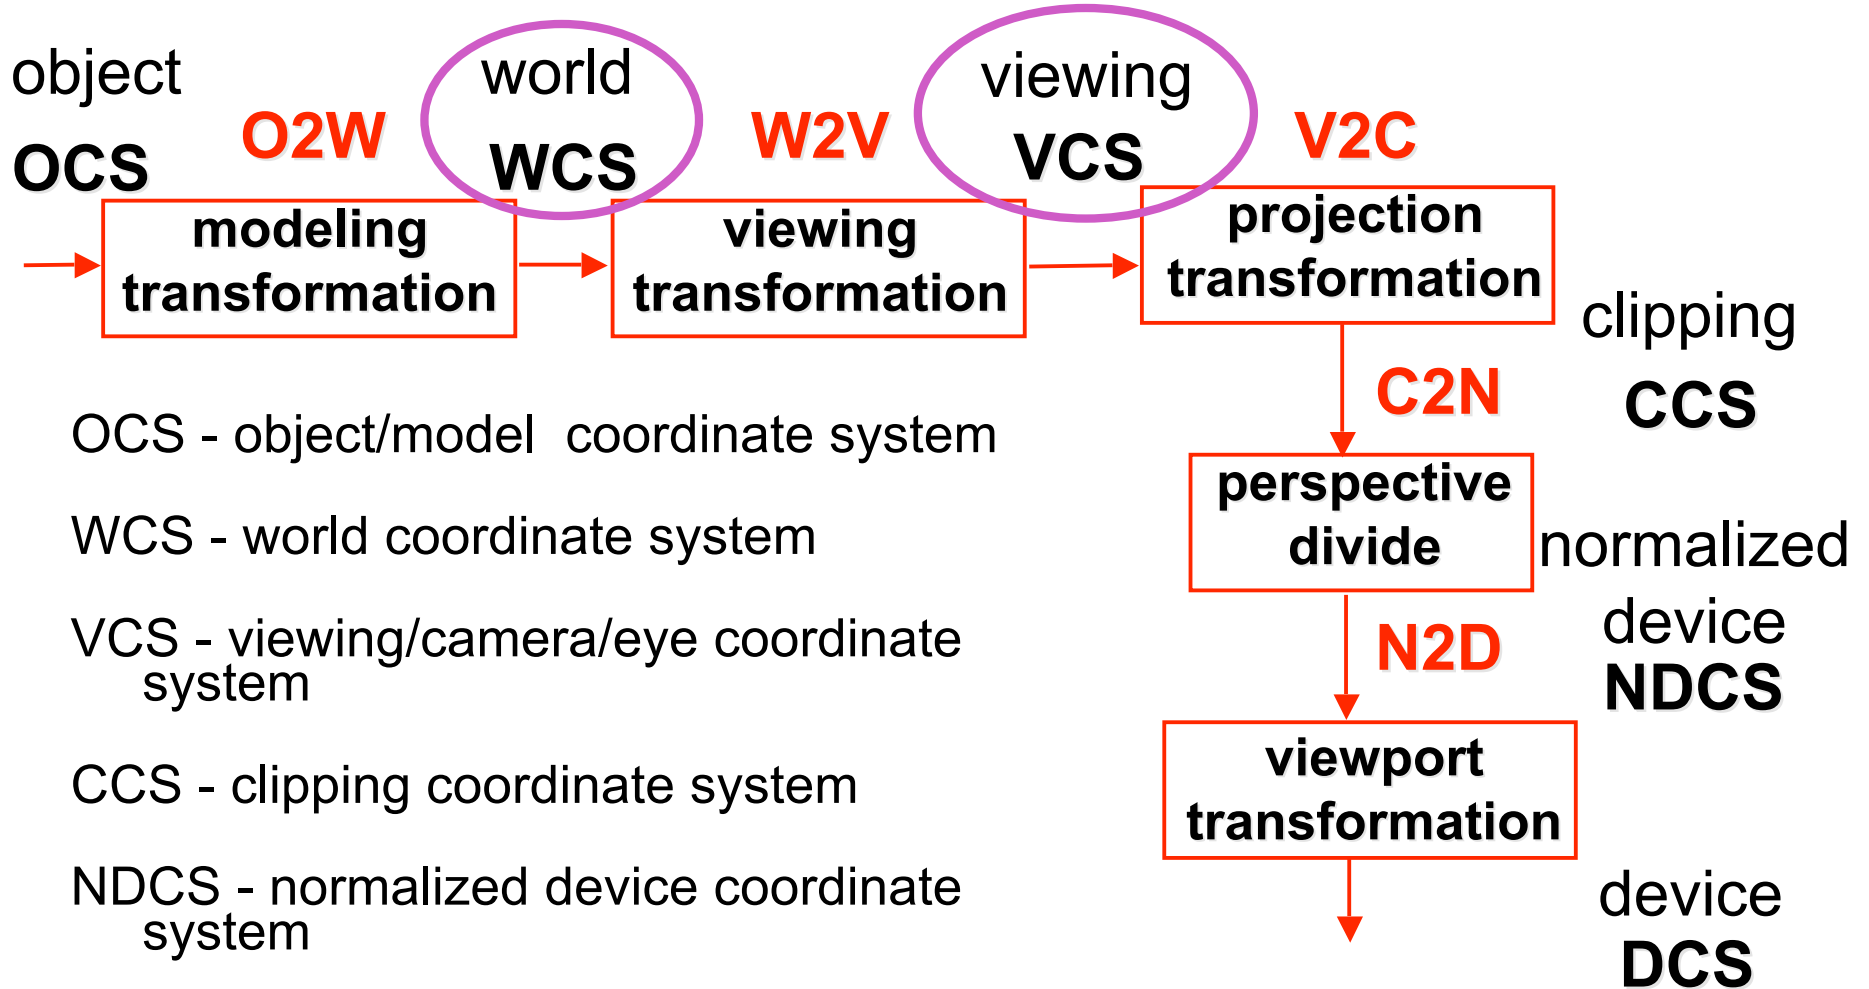 object
world
viewing
OCS
O2W
WCS
W2V
VCS
V2C
modeling
transformation
viewing
transformation
projection
transformation
clipping
CCS
C2N
perspective
divide
normalized
device
NDCS
N2D
viewport
transformation
device
DCS
OCS - object/model coordinate system
WCS - world coordinate system
VCS - viewing/camera/eye coordinate
system
CCS - clipping coordinate system
NDCS - normalized device coordinate
system